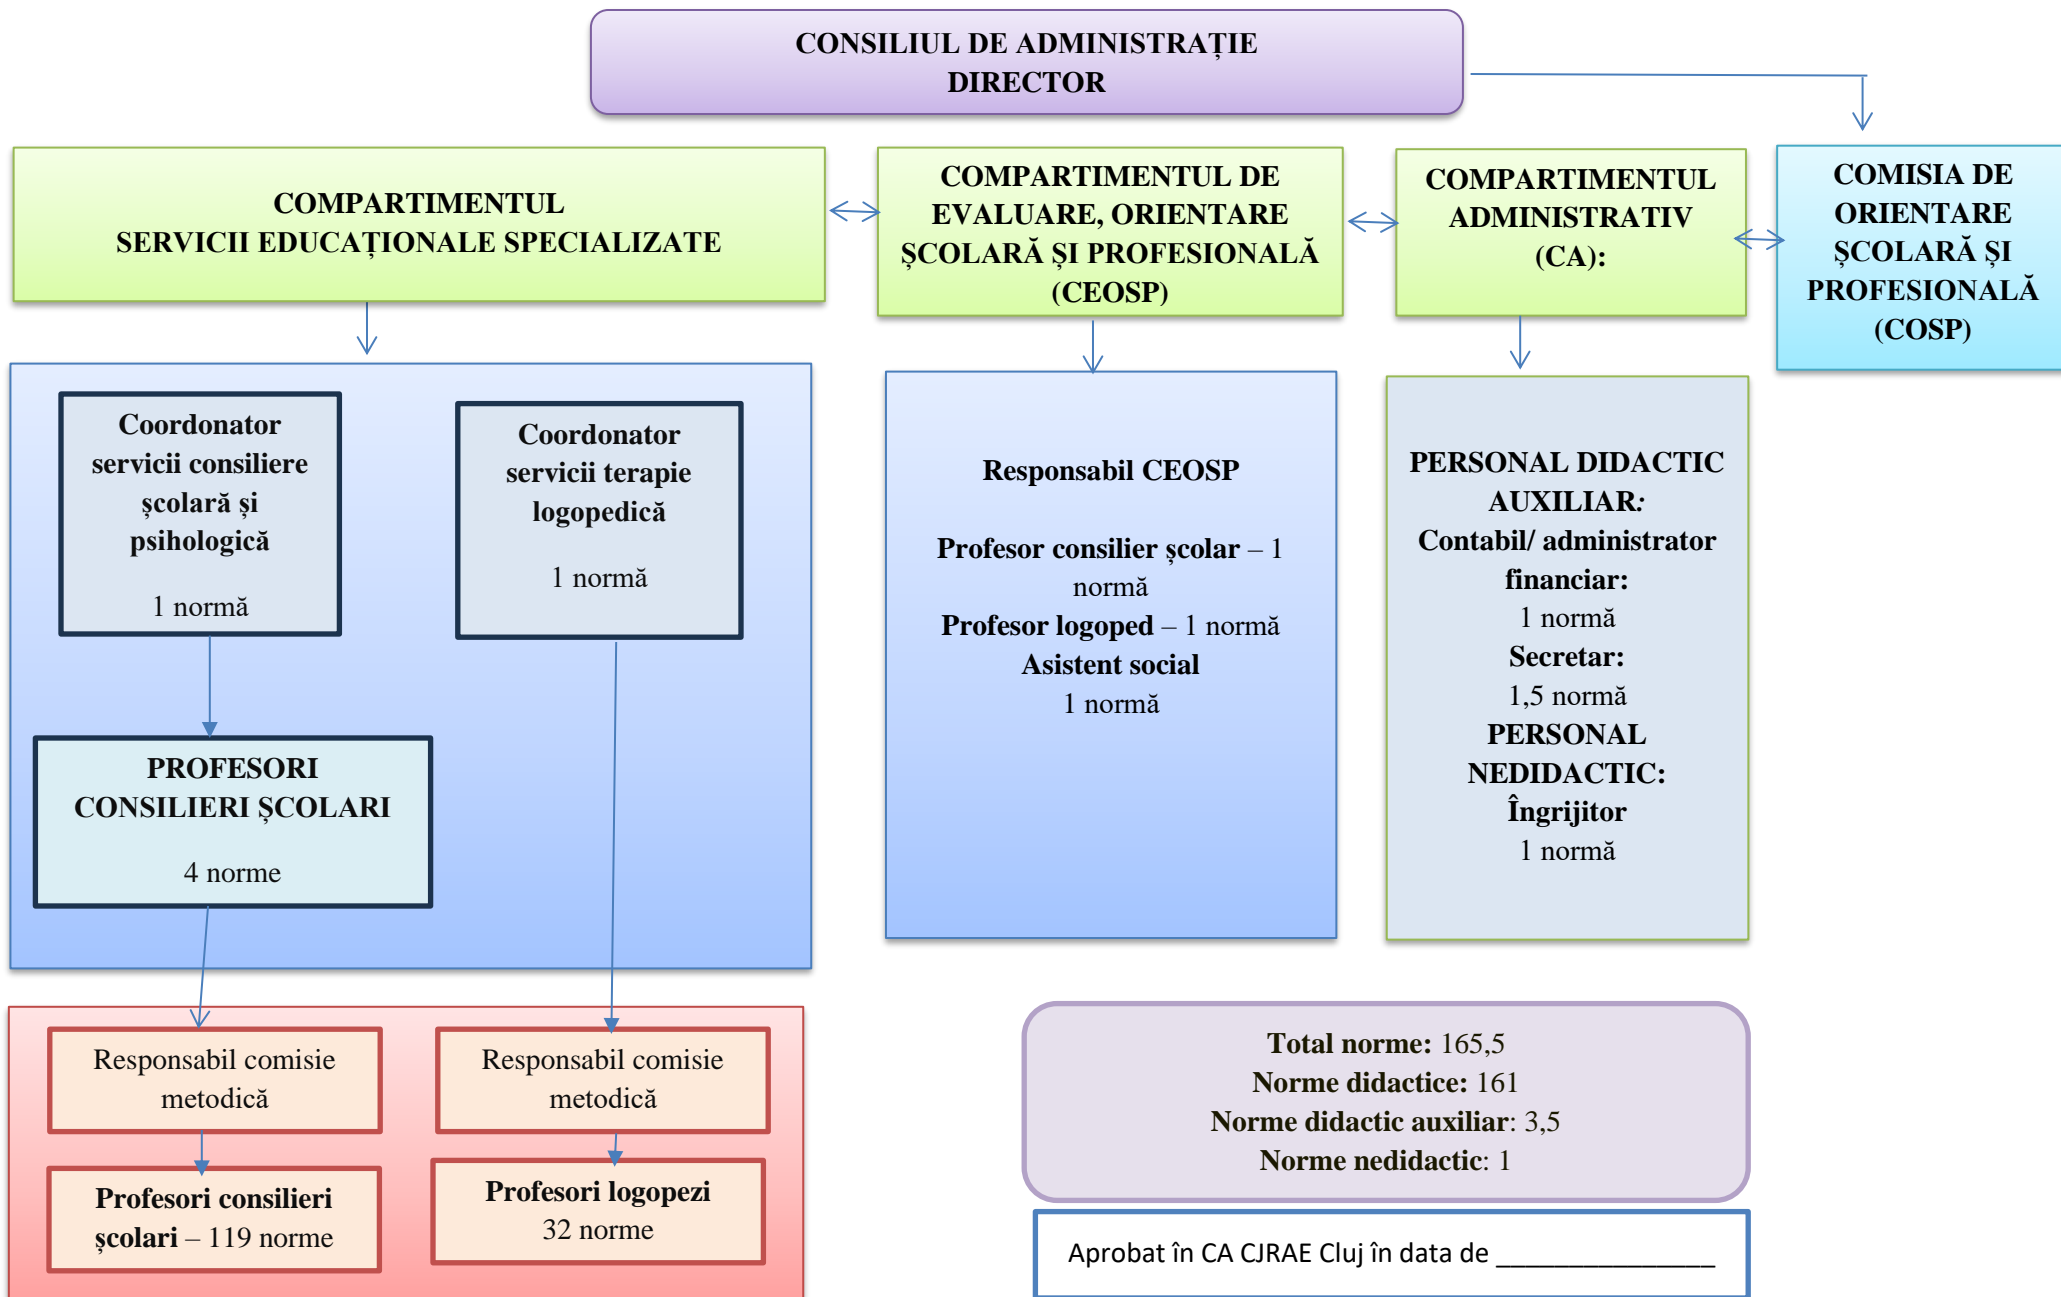 CONSILIUL DE ADMINISTRAȚIE
DIRECTOR
COMPARTIMENTUL
SERVICII EDUCAȚIONALE SPECIALIZATE
COMPARTIMENTUL DE
EVALUARE, ORIENTARE
ȘCOLARĂ ȘI PROFESIONALĂ
(CEOSP)
COMPARTIMENTUL
ADMINISTRATIV
(CA):
COMISIA DE
ORIENTARE
ȘCOLARĂ ȘI
PROFESIONALĂ
(COSP)
Coordonator
servicii consiliere
școlară și
psihologică
1 normă
Coordonator
servicii terapie
logopedică
1 normă
PROFESORI
CONSILIERI ȘCOLARI
4 norme
Responsabil CEOSP
Profesor consilier școlar – 1
normă
Profesor logoped – 1 normă
Asistent social
1 normă
PERSONAL DIDACTIC
AUXILIAR:
Contabil/ administrator
financiar:
1 normă
Secretar:
1,5 normă
PERSONAL
NEDIDACTIC:
Îngrijitor
1 normă
Responsabil comisie
metodică
Profesori consilieri
școlari – 119 norme
Responsabil comisie
metodică
Profesori logopezi
32 norme
Total norme: 165,5
Norme didactice: 161
Norme didactic auxiliar: 3,5
Norme nedidactic: 1
Aprobat în CA CJRAE Cluj în data de _______________